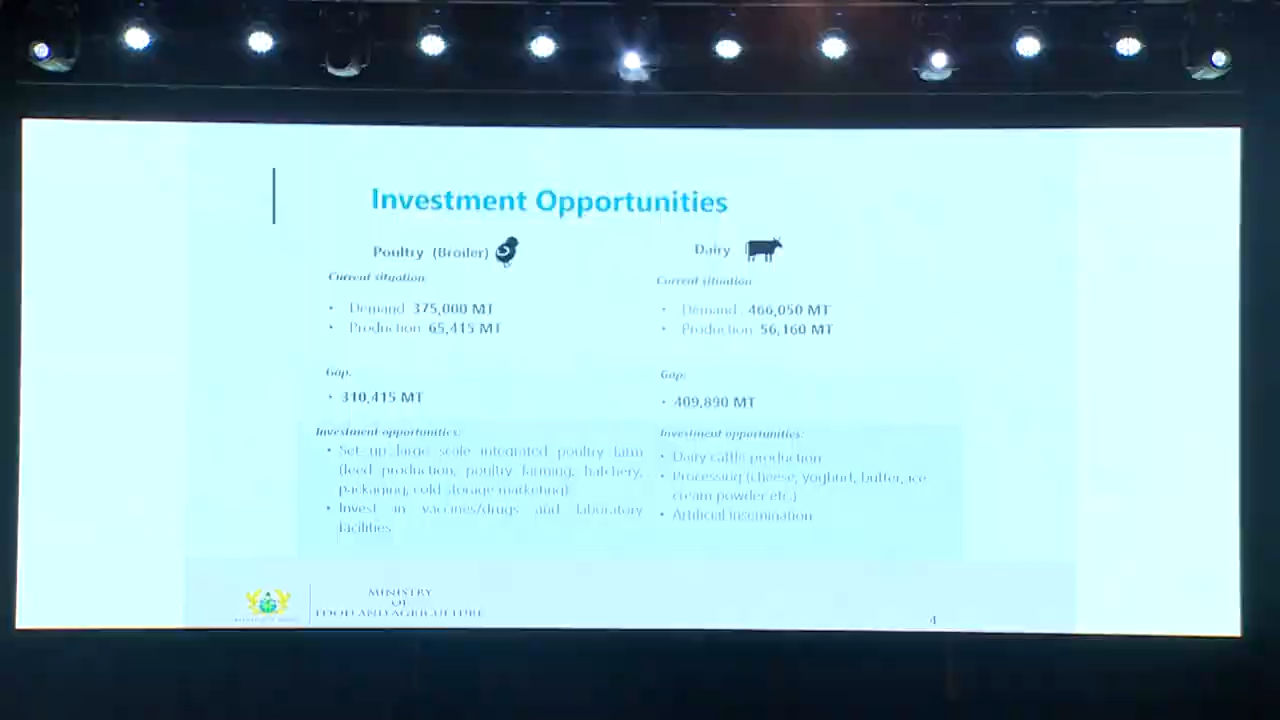 Investment Opportunities
Poultry (Broiler)
Current situation
• Demand 375,000 MT
• Production 65,415 MT
Gap:
• 310,415 MT
Investment opportunities:
• Set up large scale integrated poultry farm
(feed production, poultry farming, hatchery,
packaging, cold storage marketing)
• Invest in vaccines/drugs and laboratory
facilities
Dairy
Current situation
• Demand : 466,050 MT
• Production 56,160 MT
Gap:
• 409,890 MT
Investment opportunities:
• Dairy cattle production
• Processing (cheese, yoghurt, butter, ice
cream powder etc.)
• Artificial insemination
MINISTRY
OF
FOOD AND AGRICULTURE
4